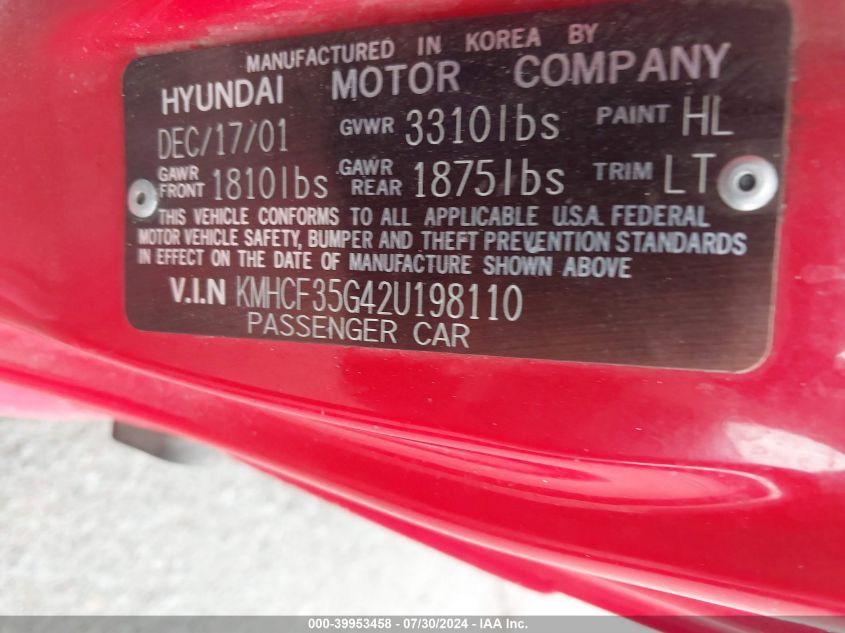 MANUFACTURED IN KOREA BY
HYUNDAI MOTOR COMPANY
DEC/17/01 GVWR 3310lbs PAINT HL
GAWR FRONT 1810lbs GAWR REAR 1875lbs TRIM LT
THIS VEHICLE CONFORMS TO ALL APPLICABLE U.S.A. FEDERAL
MOTOR VEHICLE SAFETY, BUMPER AND THEFT PREVENTION STANDARDS
IN EFFECT ON THE DATE OF MANUFACTURE SHOWN ABOVE
V.I.N KMHCF35G42U198110
PASSENGER CAR
000-39953458 - 07/30/2024 - IAA Inc.